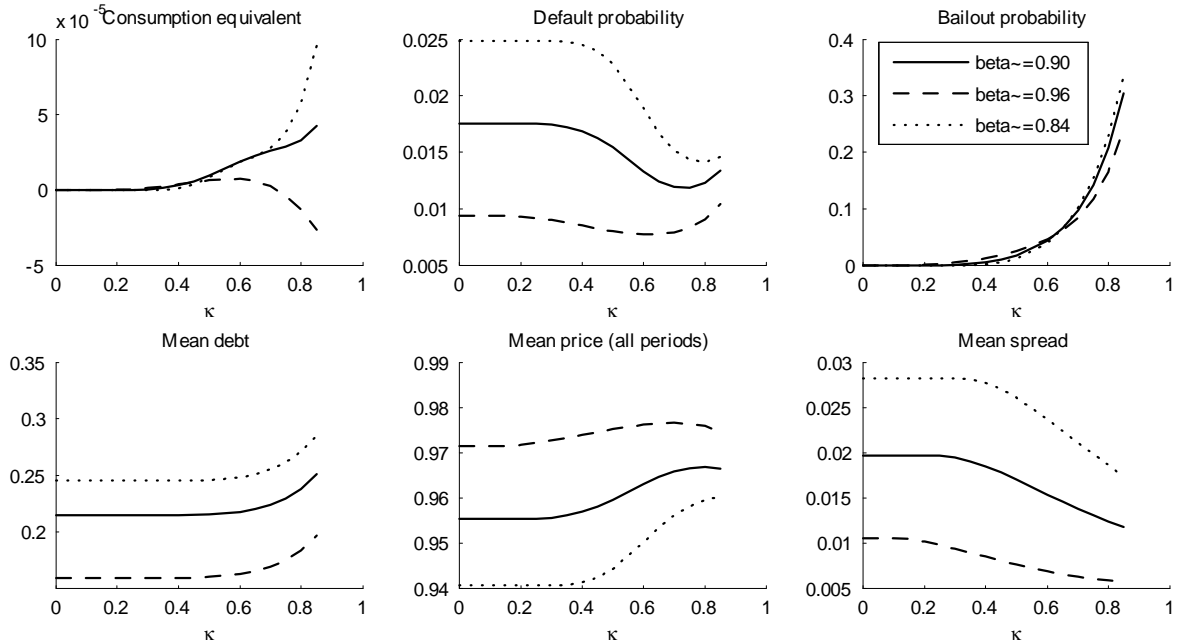 x 10^-5 Consumption equivalent
10
5
0
-5
0 0.2 0.4 0.6 0.8 1
κ
Default probability
0.025
0.02
0.015
0.01
0.005
0 0.2 0.4 0.6 0.8 1
κ
Bailout probability
0.4
0.3
0.2
0.1
0
0 0.2 0.4 0.6 0.8 1
κ
beta~=0.90
beta~=0.96
beta~=0.84
Mean debt
0.35
0.3
0.25
0.2
0 0.2 0.4 0.6 0.8 1
κ
Mean price (all periods)
0.99
0.98
0.97
0.96
0.95
0.94
0 0.2 0.4 0.6 0.8 1
κ
Mean spread
0.03
0.025
0.02
0.015
0.01
0.005
0 0.2 0.4 0.6 0.8 1
κ